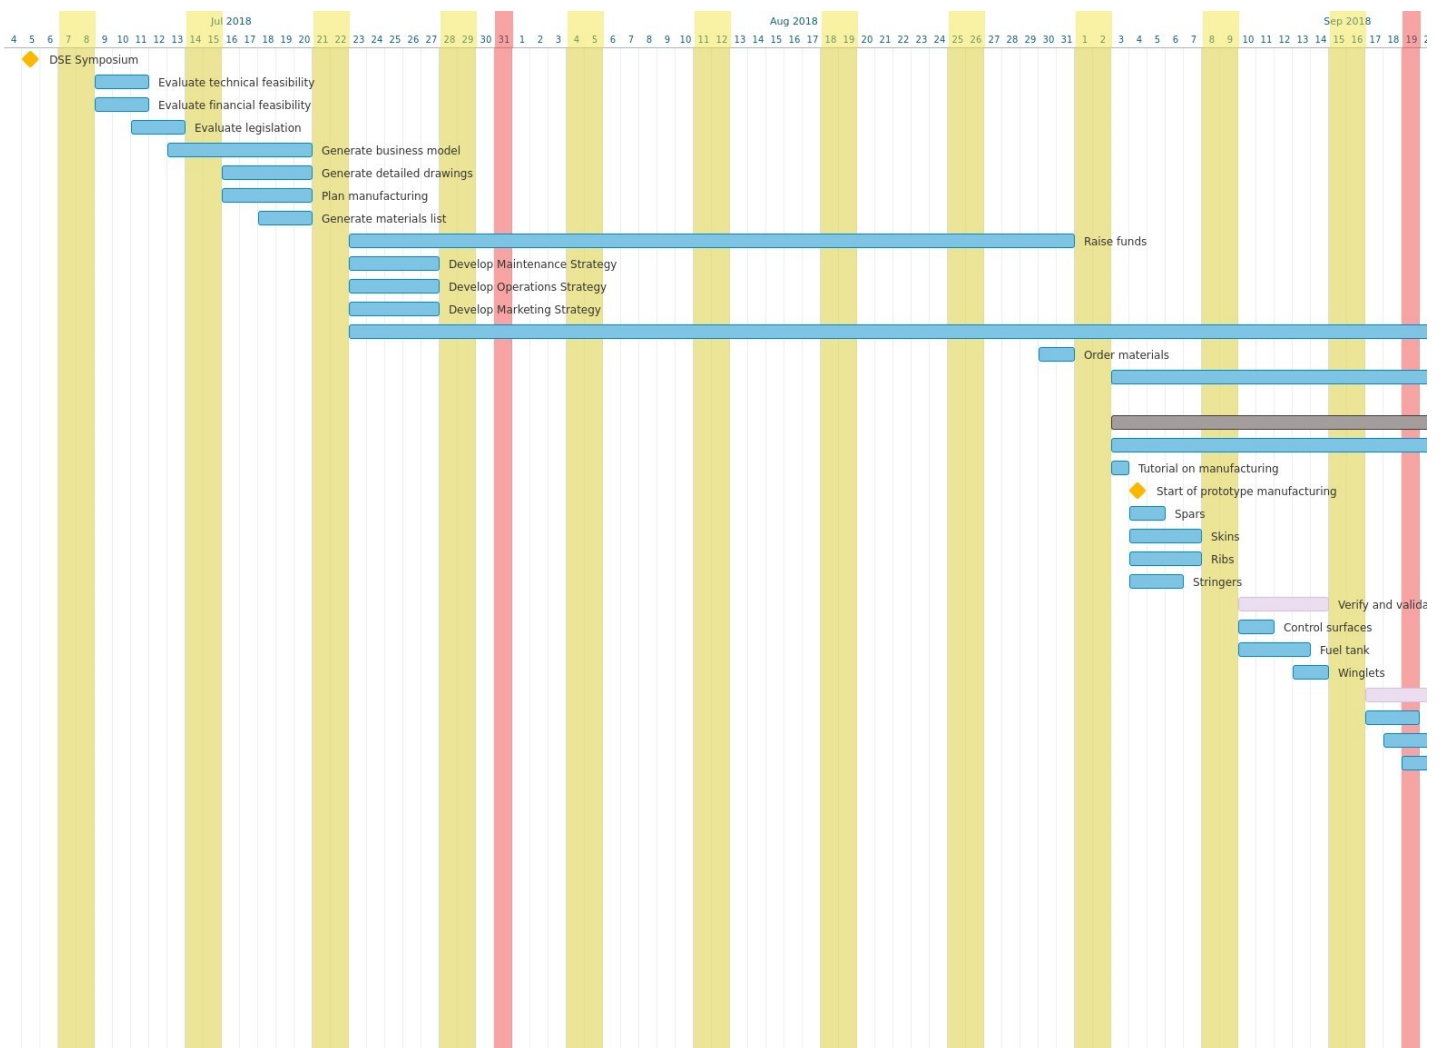 Jul 2018 Aug 2018 Sep 2018
4 5 6 7 8 9 10 11 12 13 14 15 16 17 18 19 20 21 22 23 24 25 26 27 28 29 30 31 1 2 3 4 5 6 7 8 9 10 11 12 13 14 15 16 17 18 19 20 21 22 23 24 25 26 27 28 29 30 31 1 2 3 4 5 6 7 8 9 10 11 12 13 14 15 16 17 18 19
DSE Symposium
Evaluate technical feasibility
Evaluate financial feasibility
Evaluate legislation
Generate business model
Generate detailed drawings
Plan manufacturing
Generate materials list
Raise funds
Develop Maintenance Strategy
Develop Operations Strategy
Develop Marketing Strategy
Order materials
Tutorial on manufacturing
Start of prototype manufacturing
Spars
Skins
Ribs
Stringers
Verify and valida
Control surfaces
Fuel tank
Winglets